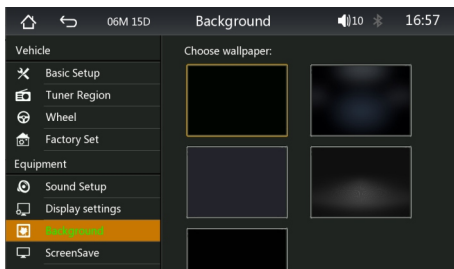 06M 15D Background 10 16:57
Vehicle
Basic Setup
Tuner Region
Wheel
Factory Set
Equipment
Sound Setup
Display settings
Background
ScreenSave
Choose wallpaper: